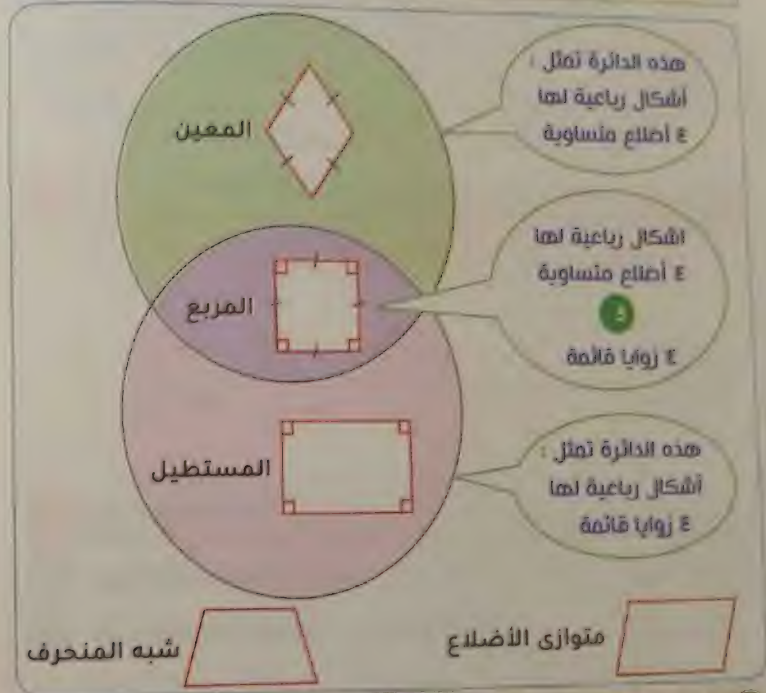 هذه الدائرة تمثل :
أشكال رباعية لها
٤ أضلاع متساوية
المعين
اشكال رباعية لها
٤ أضلاع متساوية
و
٤ زوايا قائمة
المربع
هذه الدائرة تمثل :
أشكال رباعية لها
٤ زوايا قائمة
المستطيل
متوازى الأضلاع
شبه المنحرف